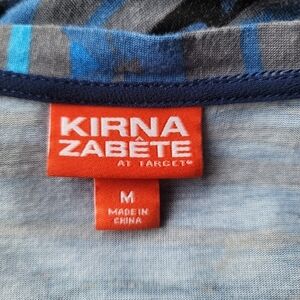 KIRNA
ZABÊTE
AT TARGET®
M
MADE IN
CHINA